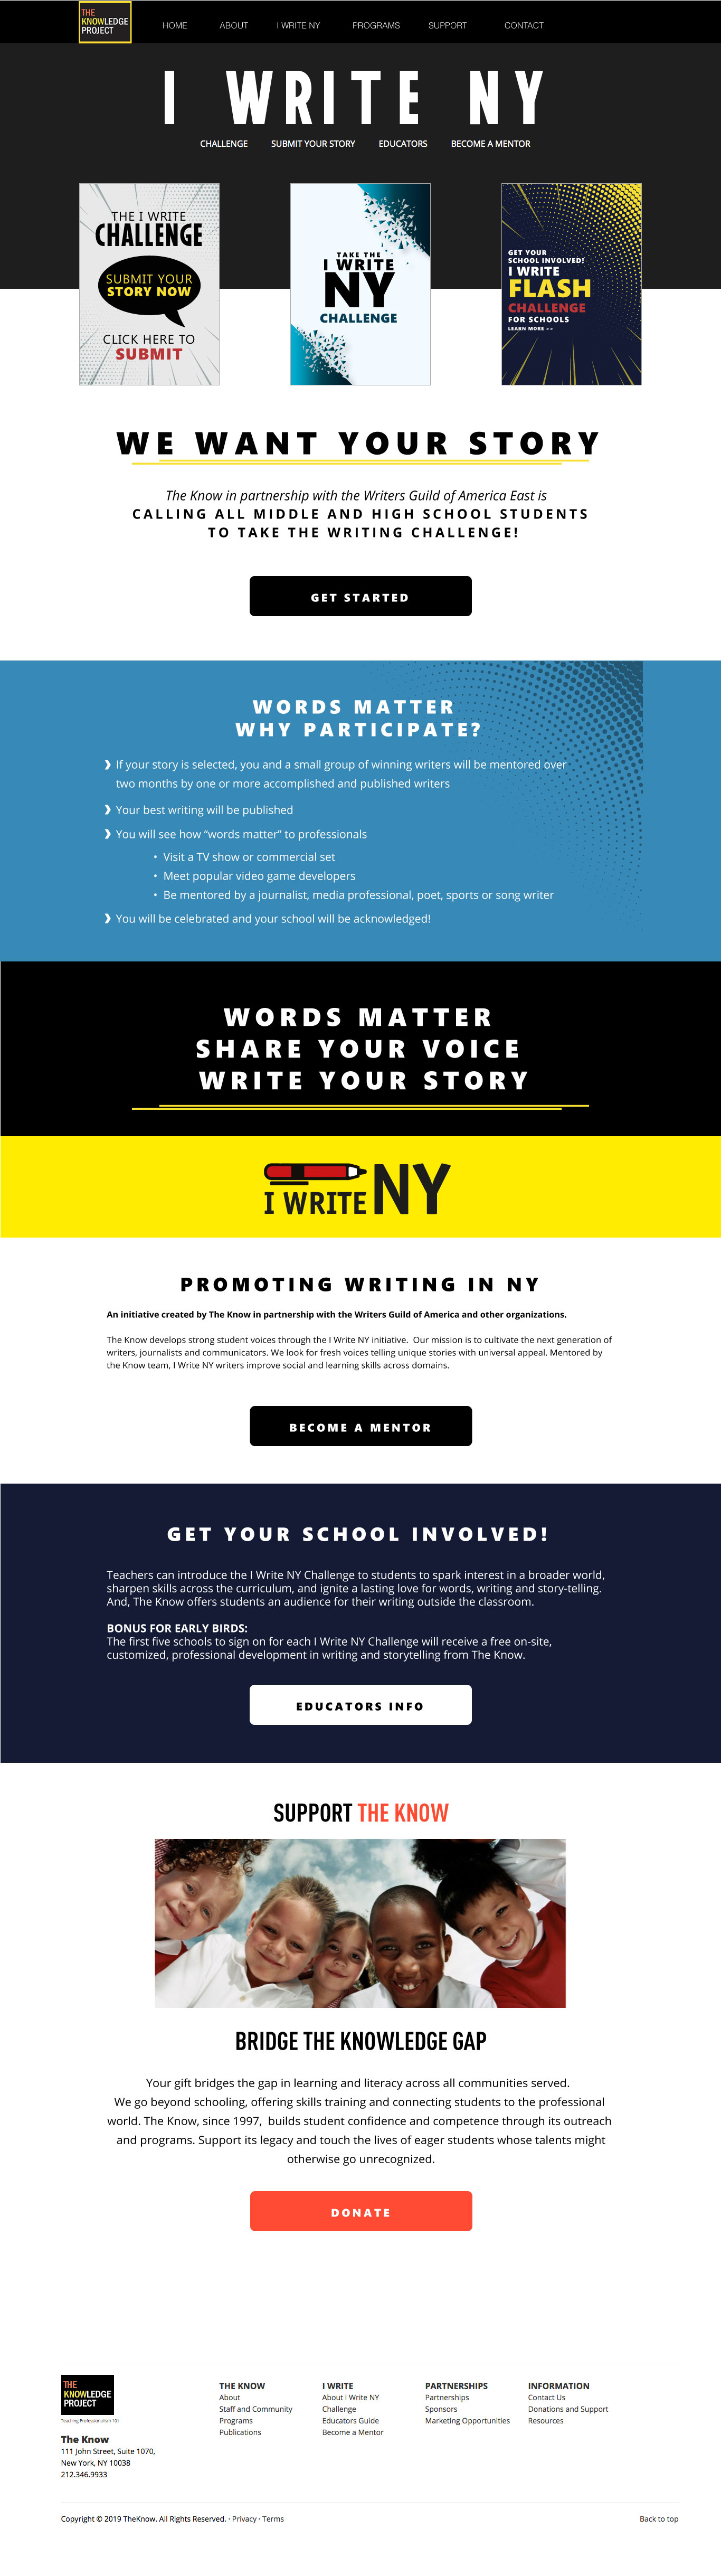 THE
KNOWLEDGE
PROJECT
HOME ABOUT I WRITE NY PROGRAMS SUPPORT CONTACT
I WRITE NY
CHALLENGE SUBMIT YOUR STORY EDUCATORS BECOME A MENTOR
THE I WRITE
CHALLENGE
SUBMIT YOUR
STORY NOW
CLICK HERE TO
SUBMIT
TAKE THE
I WRITE
NY
CHALLENGE
GET YOUR
SCHOOL INVOLVED!
I WRITE
FLASH
CHALLENGE
FOR SCHOOLS
LEARN MORE >>
WE WANT YOUR STORY
The Know in partnership with the Writers Guild of America East is
CALLING ALL MIDDLE AND HIGH SCHOOL STUDENTS
TO TAKE THE WRITING CHALLENGE!
GET STARTED
WORDS MATTER
WHY PARTICIPATE?
❱ If your story is selected, you and a small group of winning writers will be mentored over
two months by one or more accomplished and published writers
❱ Your best writing will be published
❱ You will see how “words matter” to professionals
• Visit a TV show or commercial set
• Meet popular video game developers
• Be mentored by a journalist, media professional, poet, sports or song writer
❱ You will be celebrated and your school will be acknowledged!
WORDS MATTER
SHARE YOUR VOICE
WRITE YOUR STORY
I WRITE NY
PROMOTING WRITING IN NY
An initiative created by The Know in partnership with the Writers Guild of America and other organizations.
The Know develops strong student voices through the I Write NY initiative. Our mission is to cultivate the next generation of
writers, journalists and communicators. We look for fresh voices telling unique stories with universal appeal. Mentored by
the Know team, I Write NY writers improve social and learning skills across domains.
BECOME A MENTOR
GET YOUR SCHOOL INVOLVED!
Teachers can introduce the I Write NY Challenge to students to spark interest in a broader world,
sharpen skills across the curriculum, and ignite a lasting love for words, writing and story-telling.
And, The Know offers students an audience for their writing outside the classroom.
BONUS FOR EARLY BIRDS:
The first five schools to sign on for each I Write NY Challenge will receive a free on-site,
customized, professional development in writing and storytelling from The Know.
EDUCATORS INFO
SUPPORT THE KNOW
BRIDGE THE KNOWLEDGE GAP
Your gift bridges the gap in learning and literacy across all communities served.
We go beyond schooling, offering skills training and connecting students to the professional
world. The Know, since 1997, builds student confidence and competence through its outreach
and programs. Support its legacy and touch the lives of eager students whose talents might
otherwise go unrecognized.
DONATE
THE
KNOWLEDGE
PROJECT
Teaching Professionalism 101
The Know
111 John Street, Suite 1070,
New York, NY 10038
212.346.9933
THE KNOW
About
Staff and Community
Programs
Publications
I WRITE
About I Write NY
Challenge
Educators Guide
Become a Mentor
PARTNERSHIPS
Partnerships
Sponsors
Marketing Opportunities
INFORMATION
Contact Us
Donations and Support
Resources
Copyright © 2019 TheKnow. All Rights Reserved. · Privacy · Terms
Back to top